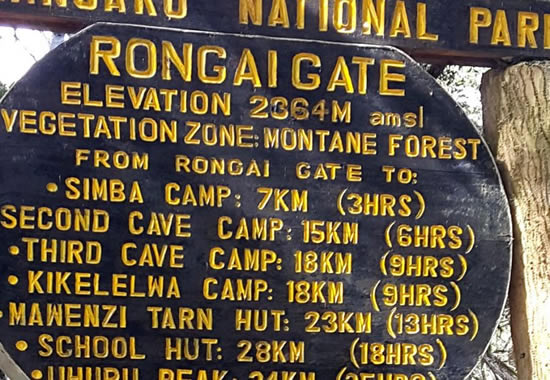 NATIONAL PARK
RONGAI GATE
ELEVATION 2364M amsl
VEGETATION ZONE: MONTANE FOREST
FROM RONGAI GATE TO:
• SIMBA CAMP: 7KM (3HRS)
SECOND CAVE CAMP: 15KM (6HRS)
• THIRD CAVE CAMP: 18KM (9HRS)
• KIKELELWA CAMP: 18KM (9HRS)
• MAWENZI TARN HUT: 23KM (13HRS)
• SCHOOL HUT: 28KM (18HRS)
• UHURU PEAK: